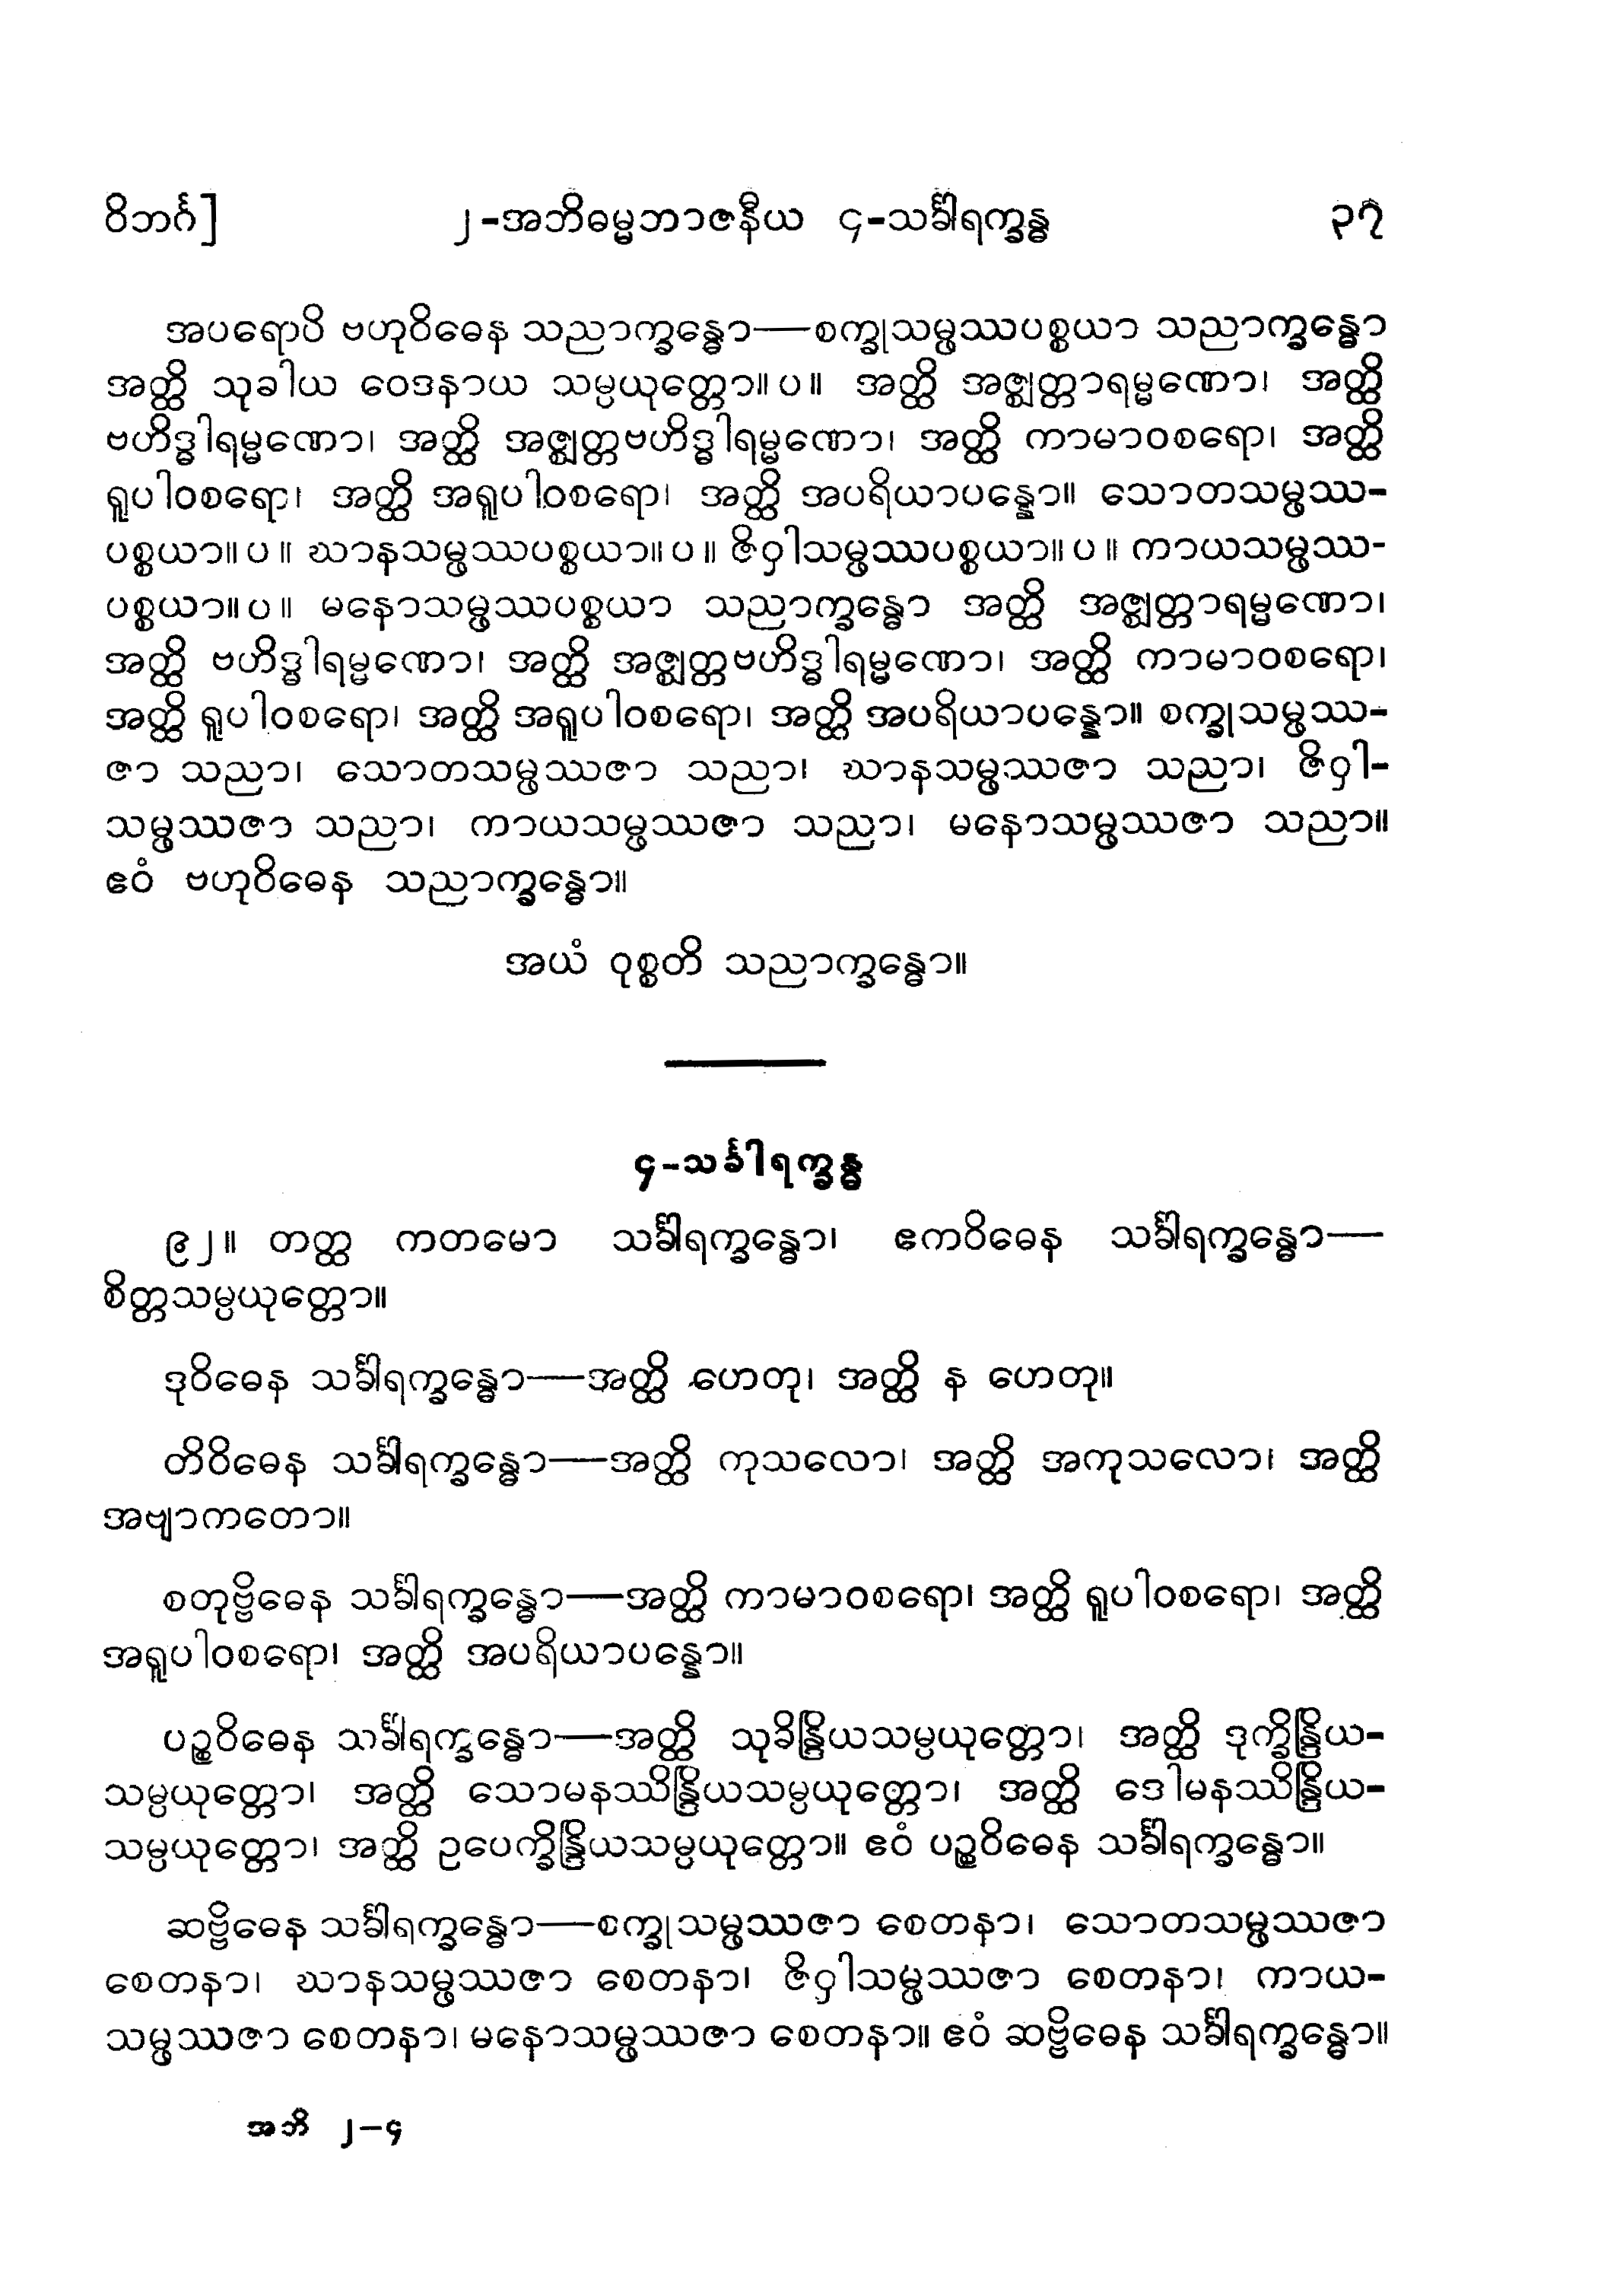 ဝိဘင်္ဂ] ၂-အဘိဓမ္မဘာဇနီယ ၄-သင်္ခါရက္ခန္ဓ ၃၇
အပရောပိ ဗဟုဝိဓေန သညာက္ခန္ဓော—စက္ခုသမ္ဖဿပစ္စယာ သညာက္ခန္ဓော
အတ္ထိ သုခါယ ဝေဒနာယ သမ္ပယုတ္တော။ပ။ အတ္ထိ အဇ္ဈတ္တာရမ္မဏော၊ အတ္ထိ
ဗဟိဒ္ဓါရမ္မဏော၊ အတ္ထိ အဇ္ဈတ္တဗဟိဒ္ဓါရမ္မဏော၊ အတ္ထိ ကာမာဝစရော၊ အတ္ထိ
ရူပါဝစရော၊ အတ္ထိ အရူပါဝစရော၊ အတ္ထိ အပရိယာပန္နော။ သောတသမ္ဖဿ-
ပစ္စယာ။ပ။ ဃာနသမ္ဖဿပစ္စယာ။ပ။ ဇိဝှါသမ္ဖဿပစ္စယာ။ပ။ ကာယသမ္ဖဿ-
ပစ္စယာ။ပ။ မနောသမ္ဖဿပစ္စယာ သညာက္ခန္ဓော အတ္ထိ အဇ္ဈတ္တာရမ္မဏော၊
အတ္ထိ ဗဟိဒ္ဓါရမ္မဏော၊ အတ္ထိ အဇ္ဈတ္တဗဟိဒ္ဓါရမ္မဏော၊ အတ္ထိ ကာမာဝစရော၊
အတ္ထိ ရူပါဝစရော၊ အတ္ထိ အရူပါဝစရော၊ အတ္ထိ အပရိယာပန္နော။ စက္ခုသမ္ဖဿ-
ဇာ သညာ၊ သောတသမ္ဖဿဇာ သညာ၊ ဃာနသမ္ဖဿဇာ သညာ၊ ဇိဝှါ-
သမ္ဖဿဇာ သညာ၊ ကာယသမ္ဖဿဇာ သညာ၊ မနောသမ္ဖဿဇာ သညာ။
ဧဝံ ဗဟုဝိဓေန သညာက္ခန္ဓော။
အယံ ဝုစ္စတိ သညာက္ခန္ဓော။
၄-သင်္ခါရက္ခန္ဓ
၉၂။ တတ္ထ ကတမော သင်္ခါရက္ခန္ဓော၊ ဧကဝိဓေန သင်္ခါရက္ခန္ဓော—
စိတ္တသမ္ပယုတ္တော။
ဒုဝိဓေန သင်္ခါရက္ခန္ဓော—အတ္ထိ ဟေတု၊ အတ္ထိ န ဟေတု။
တိဝိဓေန သင်္ခါရက္ခန္ဓော—အတ္ထိ ကုသလော၊ အတ္ထိ အကုသလော၊ အတ္ထိ
အဗျာကတော။
စတုဗ္ဗိဓေန သင်္ခါရက္ခန္ဓော—အတ္ထိ ကာမာဝစရော၊ အတ္ထိ ရူပါဝစရော၊ အတ္ထိ
အရူပါဝစရော၊ အတ္ထိ အပရိယာပန္နော။
ပဉ္စဝိဓေန သင်္ခါရက္ခန္ဓော—အတ္ထိ သုခိန္ဒြိယသမ္ပယုတ္တော၊ အတ္ထိ ဒုက္ခိန္ဒြိယ-
သမ္ပယုတ္တော၊ အတ္ထိ သောမနဿိန္ဒြိယသမ္ပယုတ္တော၊ အတ္ထိ ဒေါမနဿိန္ဒြိယ-
သမ္ပယုတ္တော၊ အတ္ထိ ဥပေက္ခိန္ဒြိယသမ္ပယုတ္တော။ ဧဝံ ပဉ္စဝိဓေန သင်္ခါရက္ခန္ဓော။
ဆဗ္ဗိဓေန သင်္ခါရက္ခန္ဓော—စက္ခုသမ္ဖဿဇာ စေတနာ၊ သောတသမ္ဖဿဇာ
စေတနာ၊ ဃာနသမ္ဖဿဇာ စေတနာ၊ ဇိဝှါသမ္ဖဿဇာ စေတနာ၊ ကာယ-
သမ္ဖဿဇာ စေတနာ၊ မနောသမ္ဖဿဇာ စေတနာ။ ဧဝံ ဆဗ္ဗိဓေန သင်္ခါရက္ခန္ဓော။
အဘိ ၂-၄